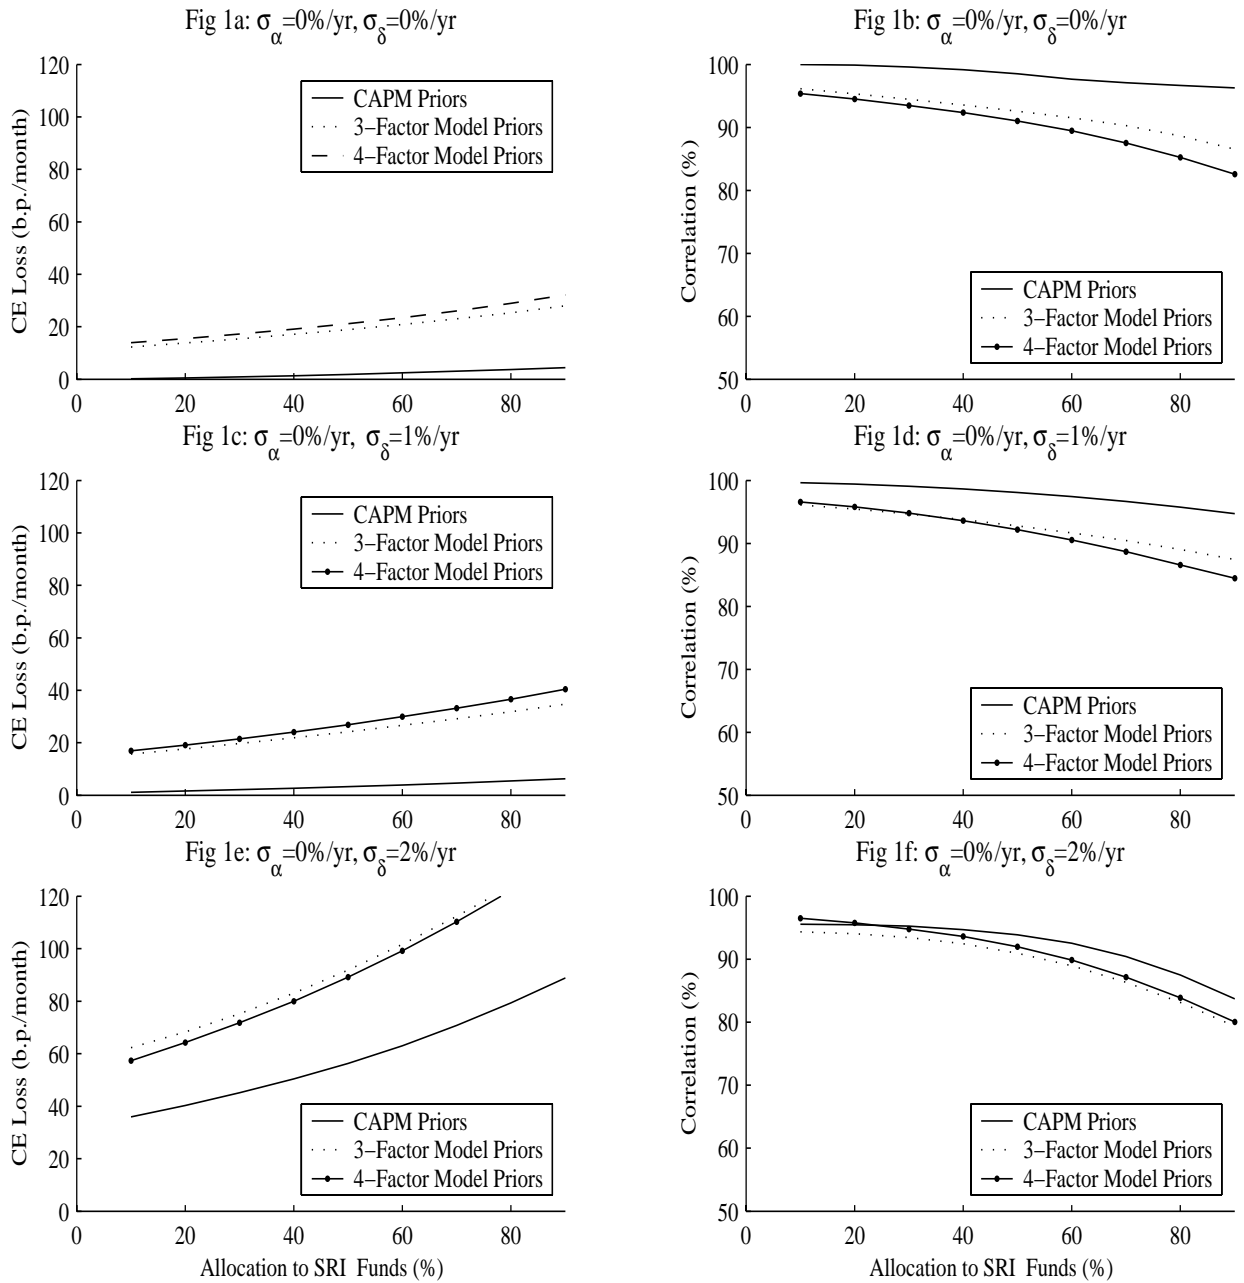 Fig 1a: σα=0%/yr, σδ=0%/yr
120
100
80
60
40
20
0
CE Loss (b.p./month)
CAPM Priors
3−Factor Model Priors
4−Factor Model Priors
0
20
40
60
80
Fig 1b: σα=0%/yr, σδ=0%/yr
100
90
80
70
60
50
Correlation (%)
CAPM Priors
3−Factor Model Priors
4−Factor Model Priors
0
20
40
60
80
Fig 1c: σα=0%/yr, σδ=1%/yr
120
100
80
60
40
20
0
CE Loss (b.p./month)
CAPM Priors
3−Factor Model Priors
4−Factor Model Priors
0
20
40
60
80
Fig 1d: σα=0%/yr, σδ=1%/yr
100
90
80
70
60
50
Correlation (%)
CAPM Priors
3−Factor Model Priors
4−Factor Model Priors
0
20
40
60
80
Fig 1e: σα=0%/yr, σδ=2%/yr
120
100
80
60
40
20
0
CE Loss (b.p./month)
CAPM Priors
3−Factor Model Priors
4−Factor Model Priors
0
20
40
60
80
Allocation to SRI Funds (%)
Fig 1f: σα=0%/yr, σδ=2%/yr
100
90
80
70
60
50
Correlation (%)
CAPM Priors
3−Factor Model Priors
4−Factor Model Priors
0
20
40
60
80
Allocation to SRI Funds (%)